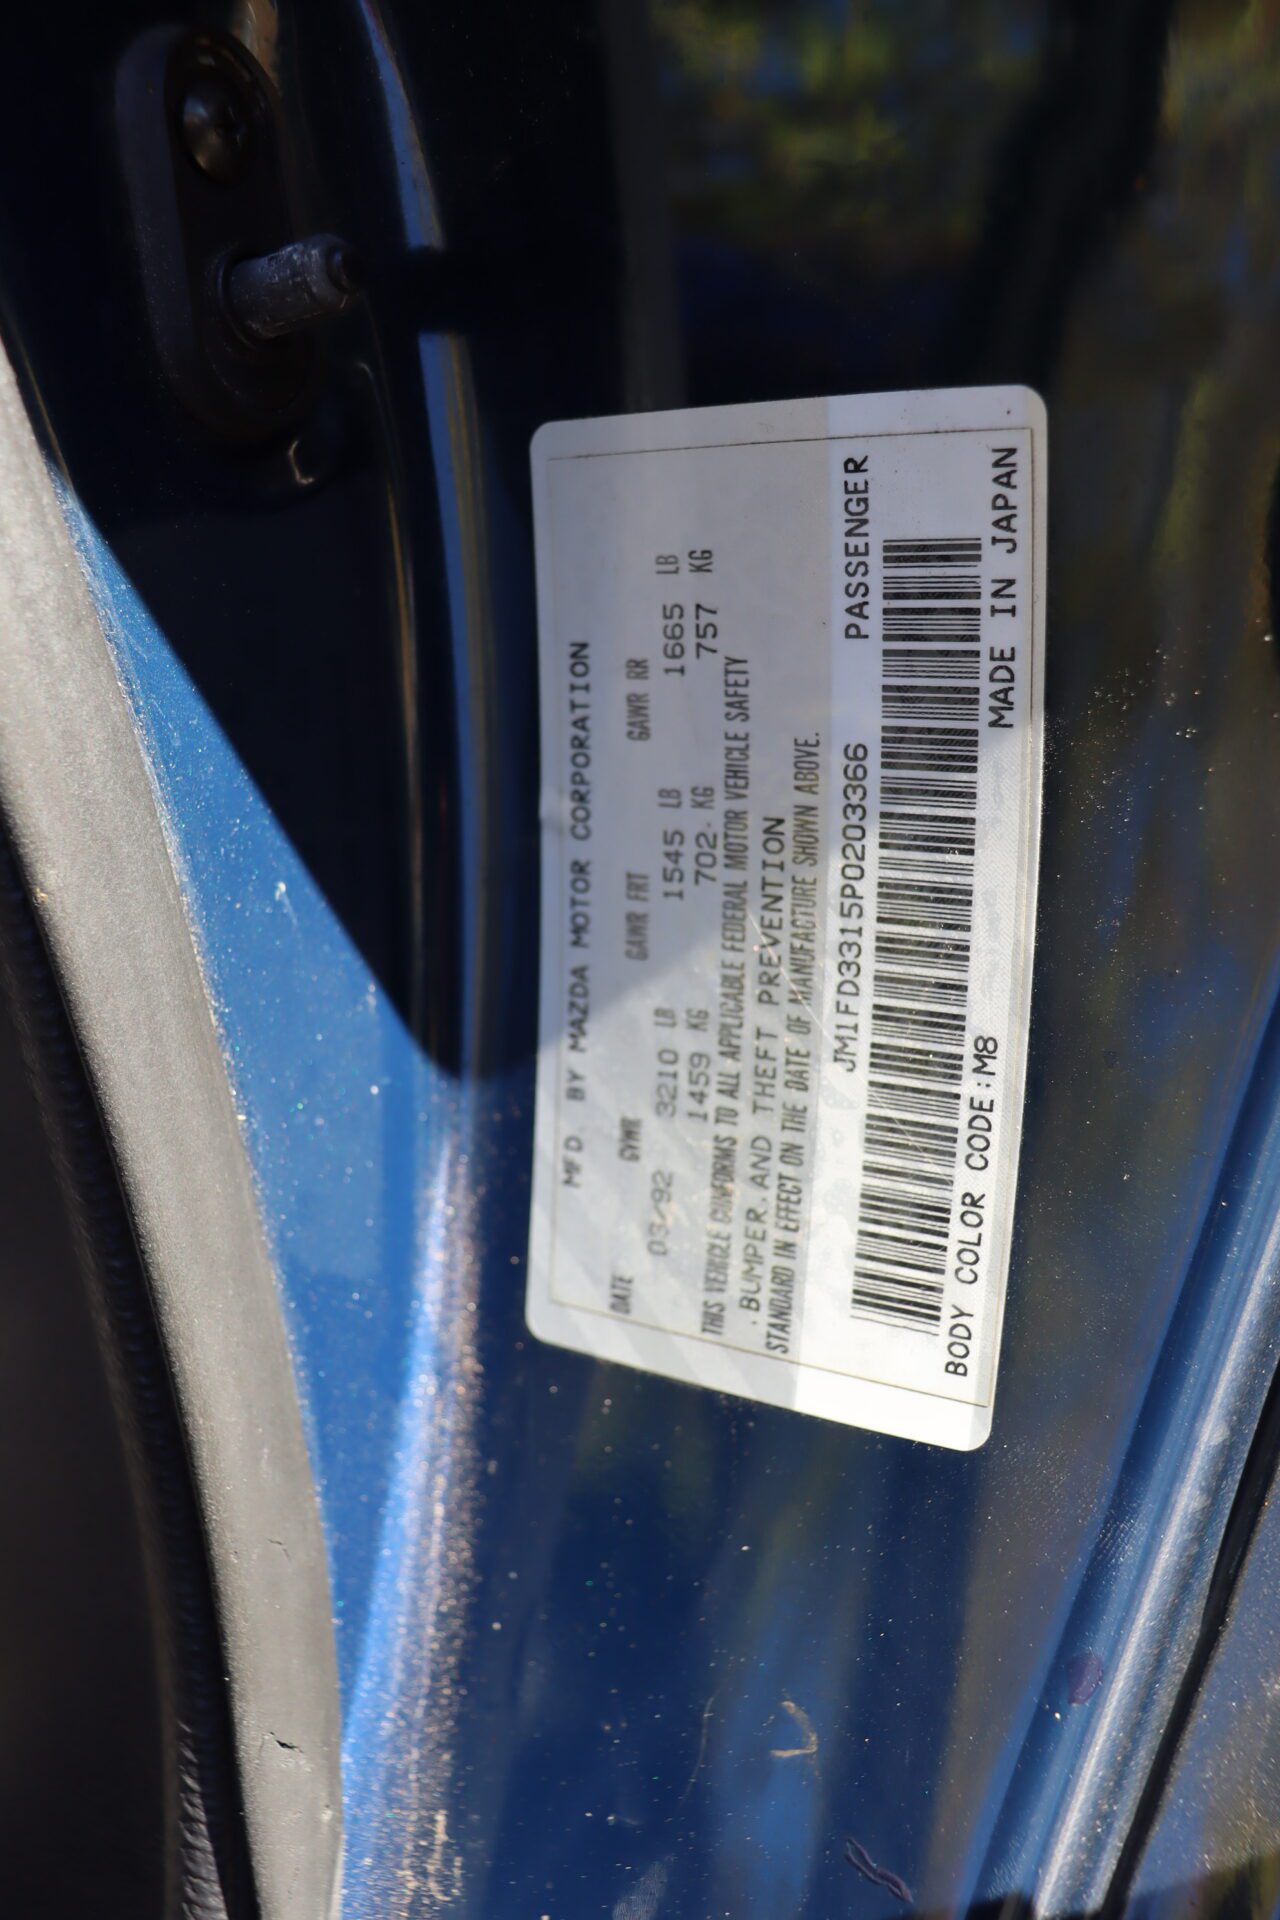 MFD. BY MAZDA MOTOR CORPORATION
DATE GVWR GAWR FRT GAWR RR
03/92 3210 LB 1545 LB 1665 LB
1459 KG 702 KG 757 KG
THIS VEHICLE CONFORMS TO ALL APPLICABLE FEDERAL MOTOR VEHICLE SAFETY
, BUMPER, AND THEFT PREVENTION
STANDARD IN EFFECT ON THE DATE OF MANUFACTURE SHOWN ABOVE.
JM1FD3315P0203366 PASSENGER
BODY COLOR CODE:M8 MADE IN JAPAN